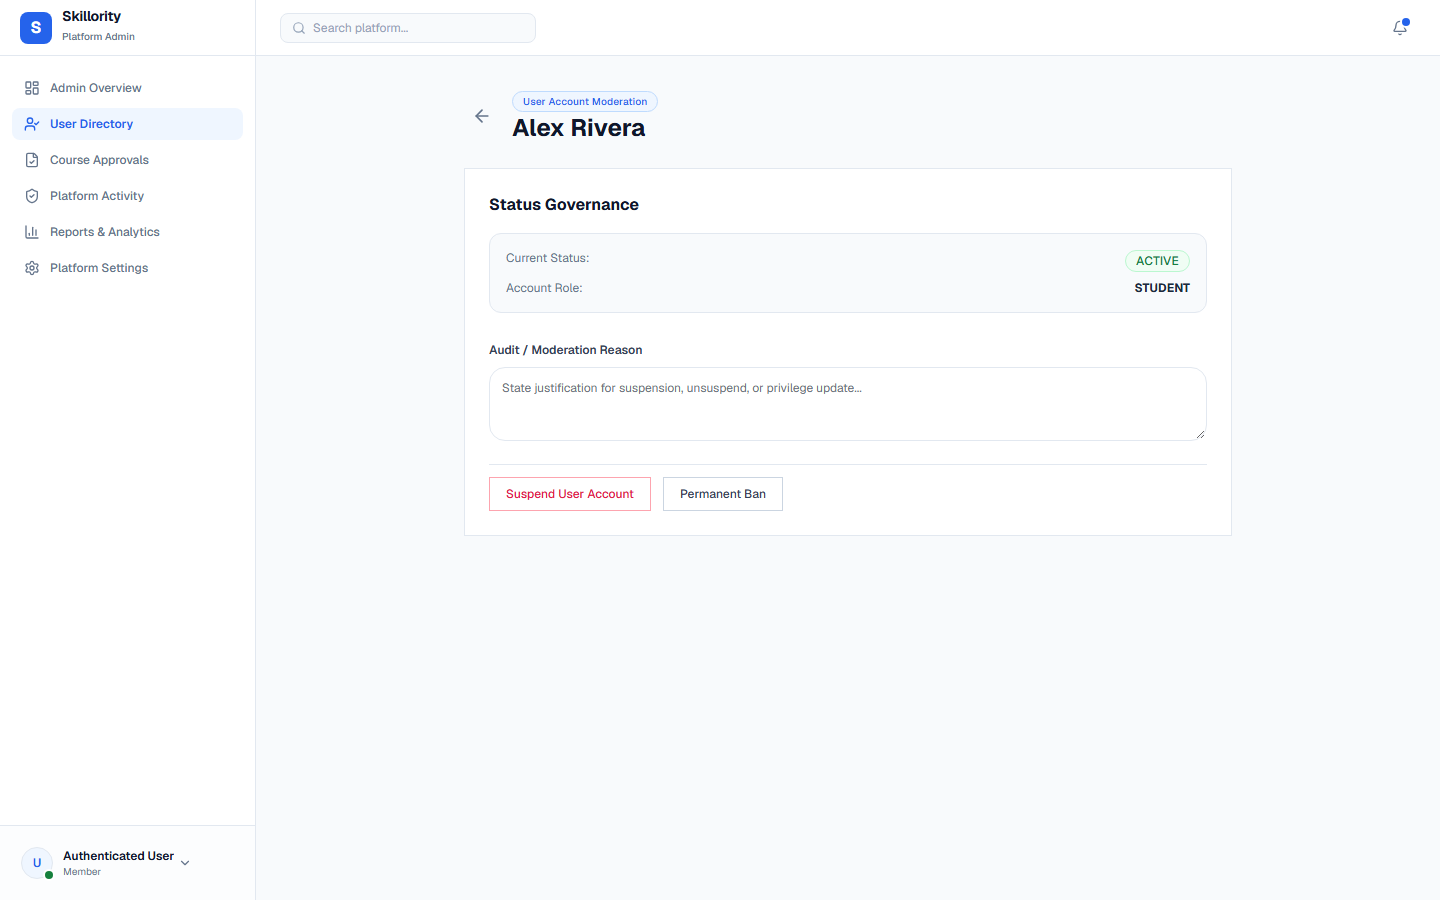 S
Skillority
Platform Admin
Search platform...
Admin Overview
User Directory
Course Approvals
Platform Activity
Reports & Analytics
Platform Settings
User Account Moderation
Alex Rivera
Status Governance
Current Status:
ACTIVE
Account Role:
STUDENT
Audit / Moderation Reason
State justification for suspension, unsuspend, or privilege update...
Suspend User Account
Permanent Ban
U
Authenticated User
Member